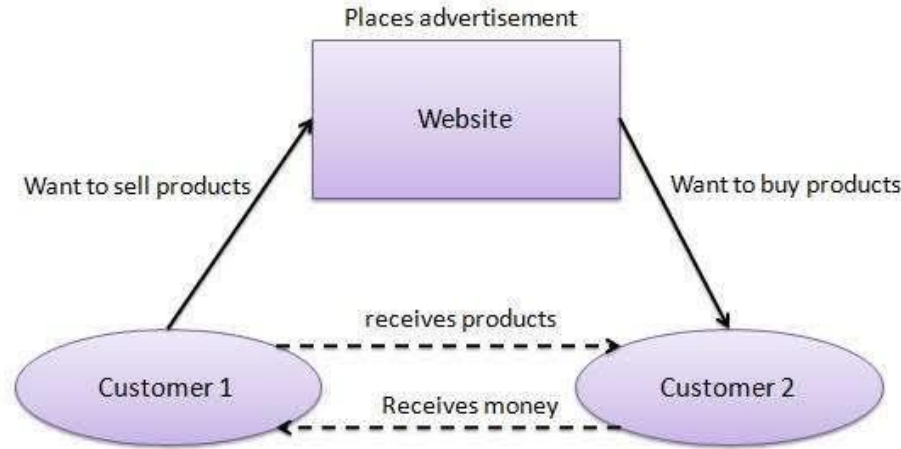 Places advertisement
Website
Want to sell products
Want to buy products
receives products
Customer 1
Customer 2
Receives money